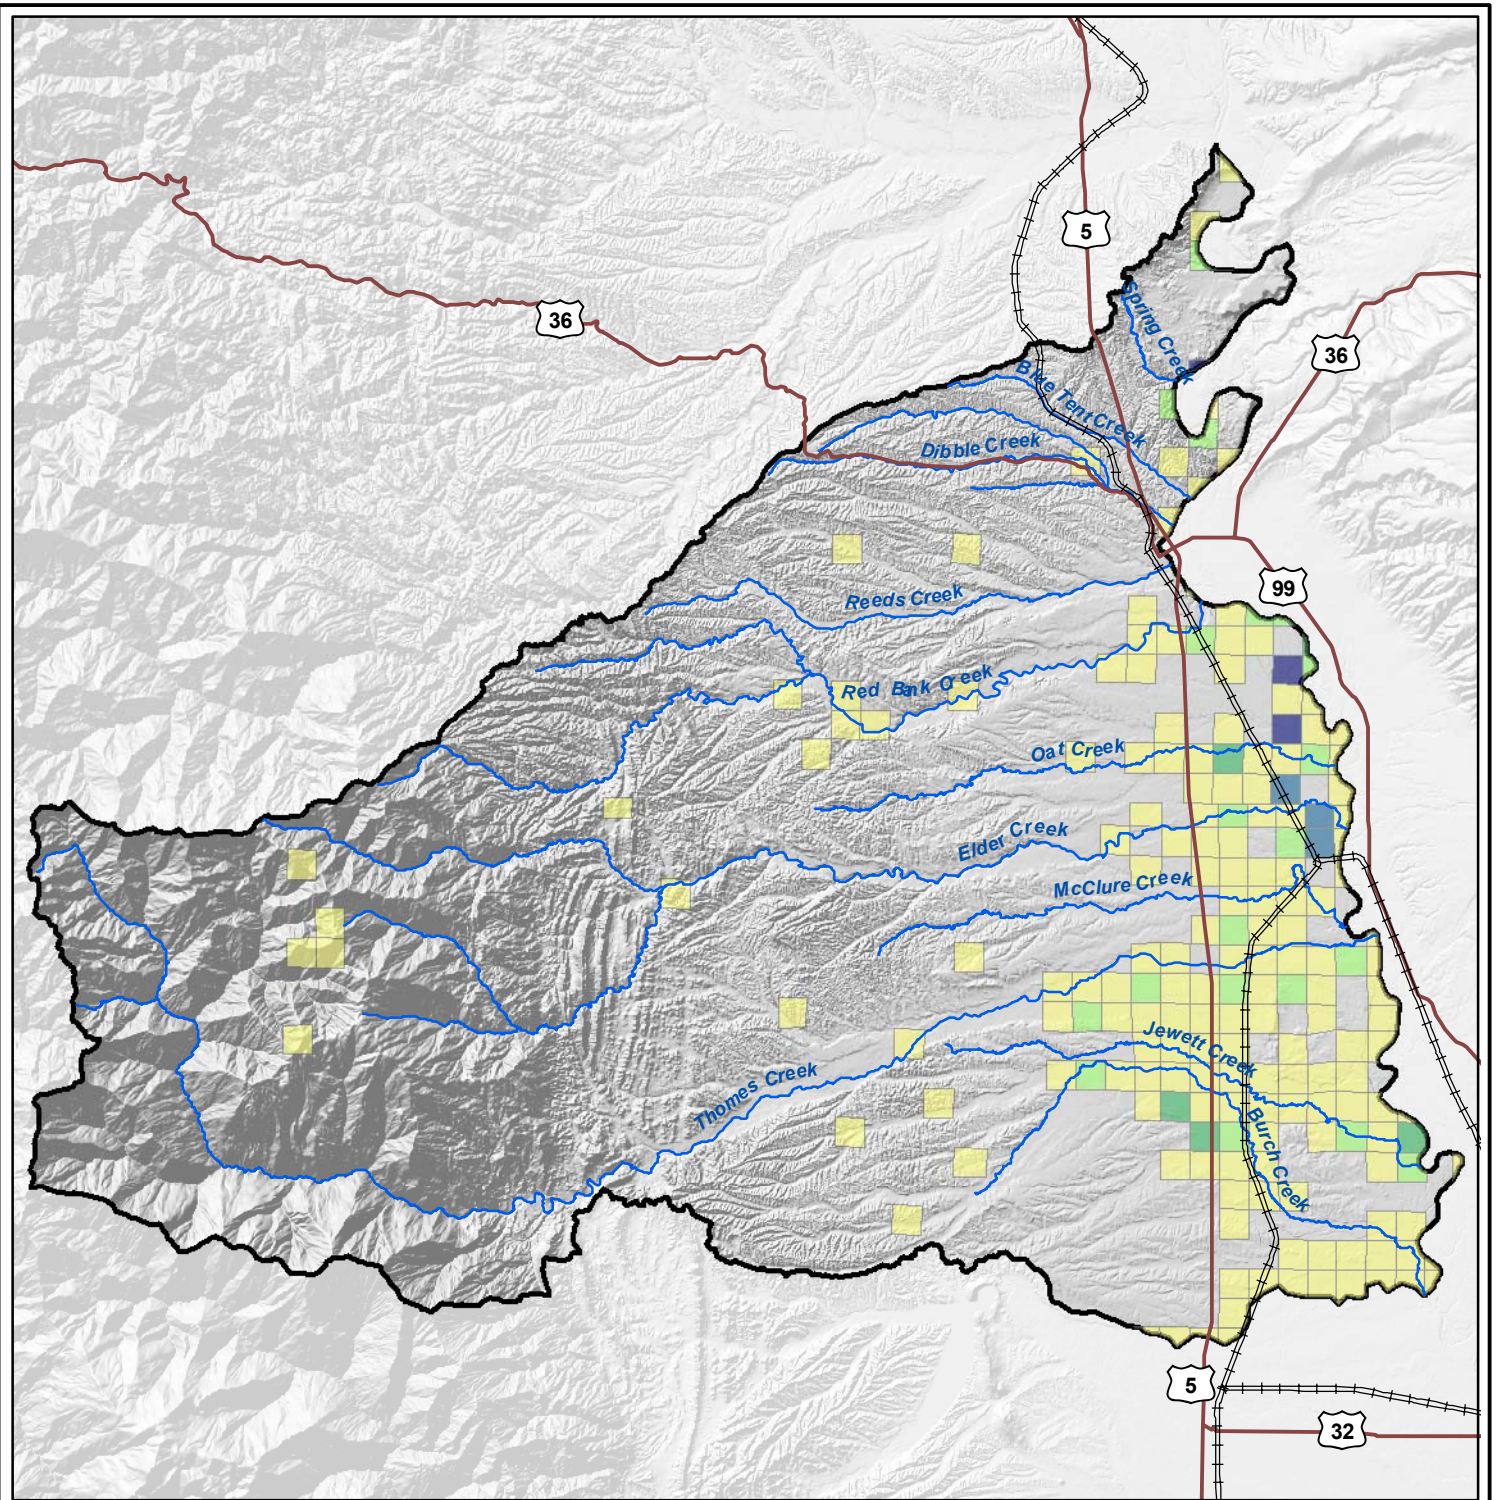 5
36
Spring Creek
36
Blue Tent Creek
Dibble Creek
99
Reeds Creek
Red Bank Creek
Oat Creek
Elder Creek
McClure Creek
Jewett Creek
Thomes Creek
Burch Creek
5
32